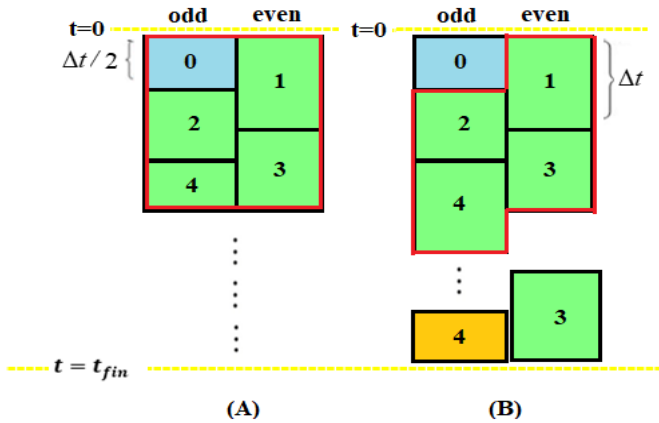 odd even odd even
t=0 t=0
Δt / 2 0 1 0 1 Δt
2 2
3 3
4 4
3
4
t = t_fin
(A) (B)